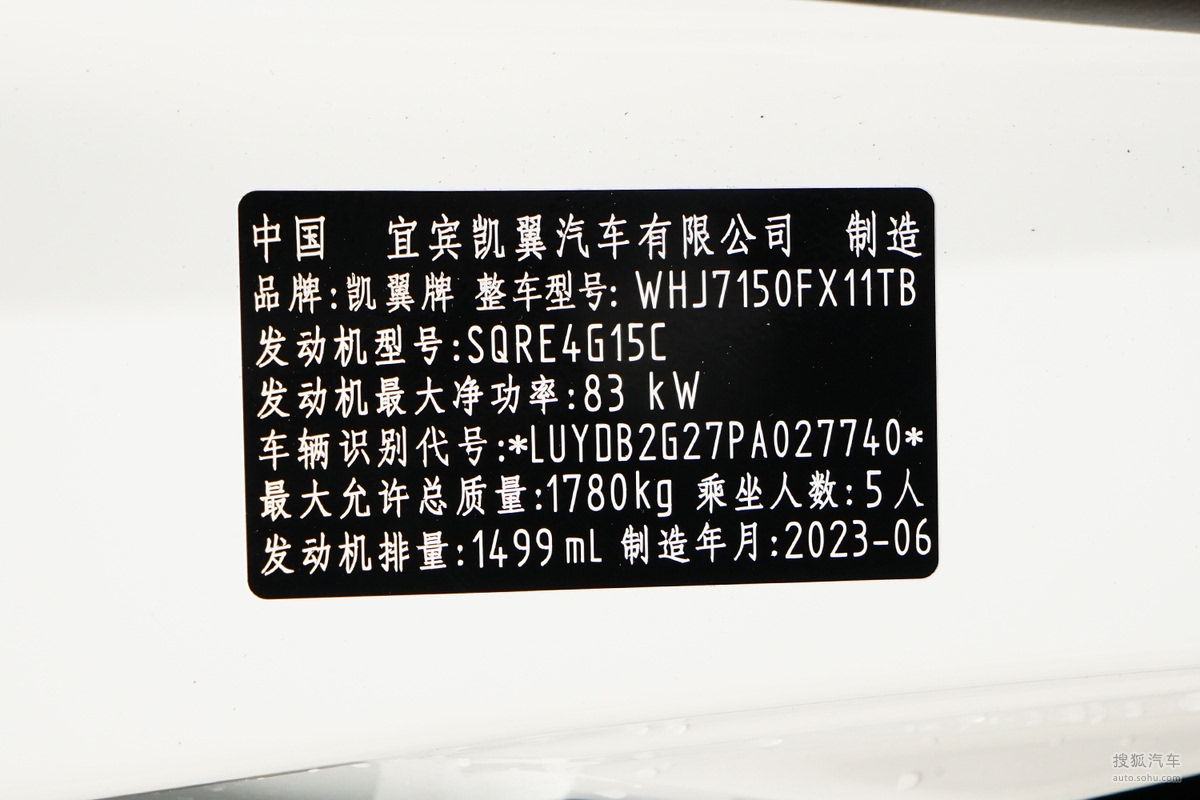 中国 宜宾凯翼汽车有限公司 制造
品牌:凯翼牌 整车型号: WHJ7150FX11TB
发动机型号:SQRE4G15C
发动机最大净功率:83 kW
车辆识别代号:*LUYDB2G27PA027740*
最大允许总质量:1780kg 乘坐人数:5人
发动机排量:1499mL 制造年月:2023-06
搜狐汽车
auto.sohu.com